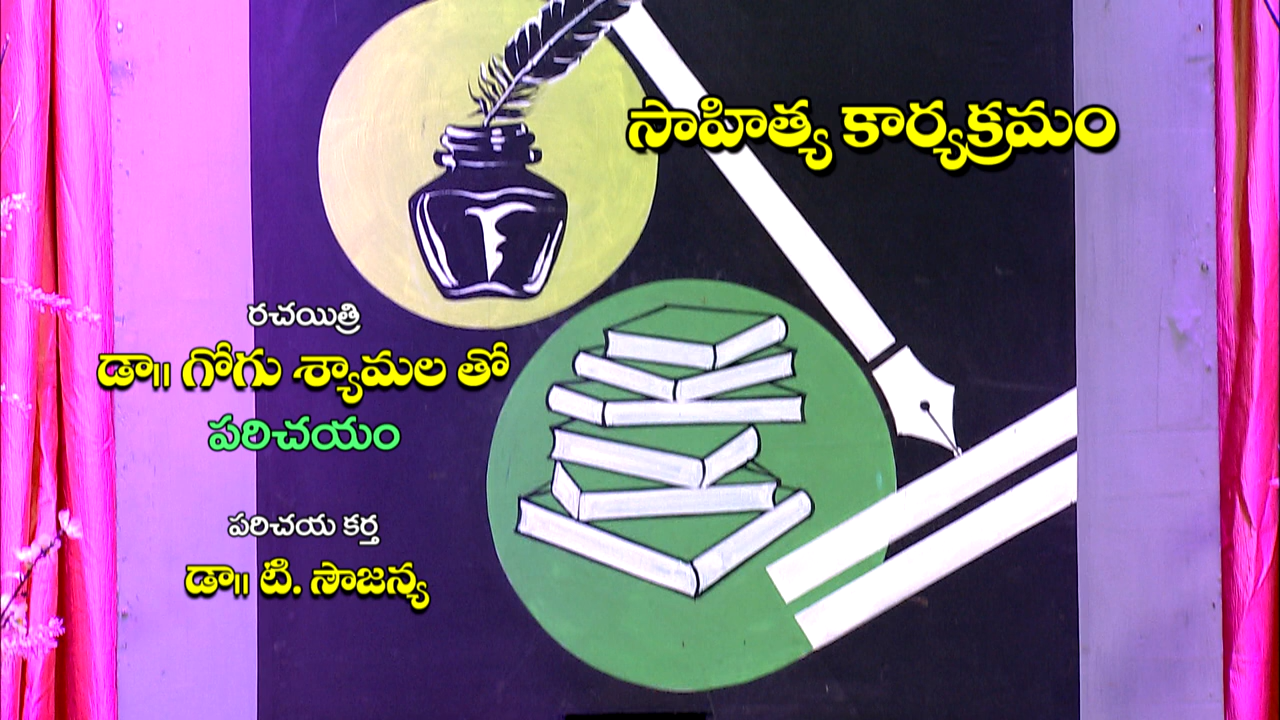 సాహిత్య కార్యక్రమం
రచయిత్రి
డా॥ గోగు శ్యామల తో
పరిచయం
పరిచయ కర్త
డా॥ టి. సౌజన్య